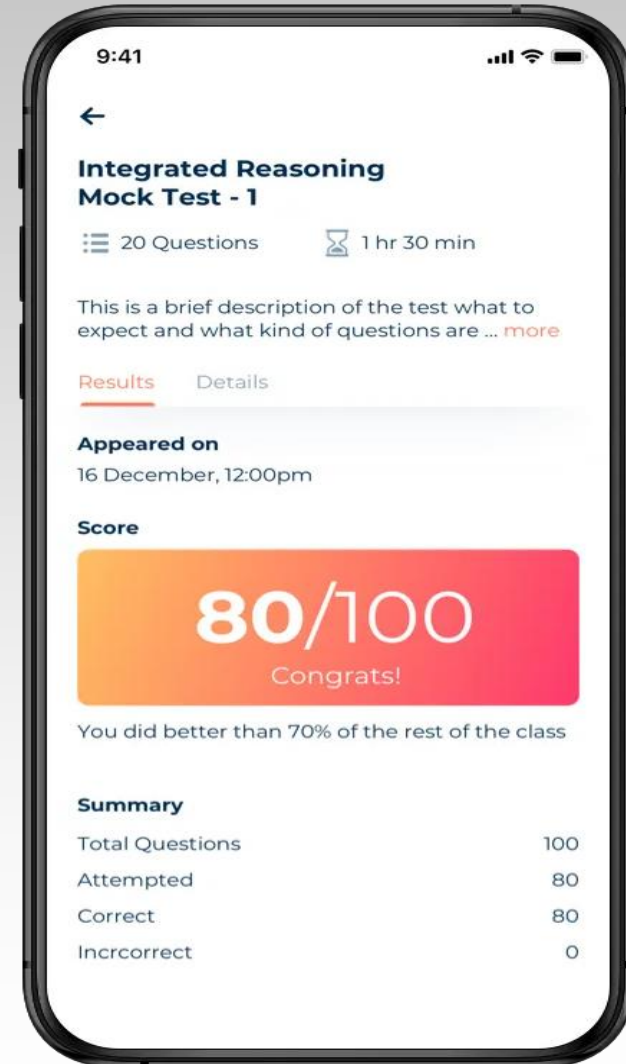 9:41
Integrated Reasoning
Mock Test - 1
20 Questions 1 hr 30 min
This is a brief description of the test what to
expect and what kind of questions are ... more
Results Details
Appeared on
16 December, 12:00pm
Score
80/100
Congrats!
You did better than 70% of the rest of the class
Summary
Total Questions 100
Attempted 80
Correct 80
Incrcorrect 0